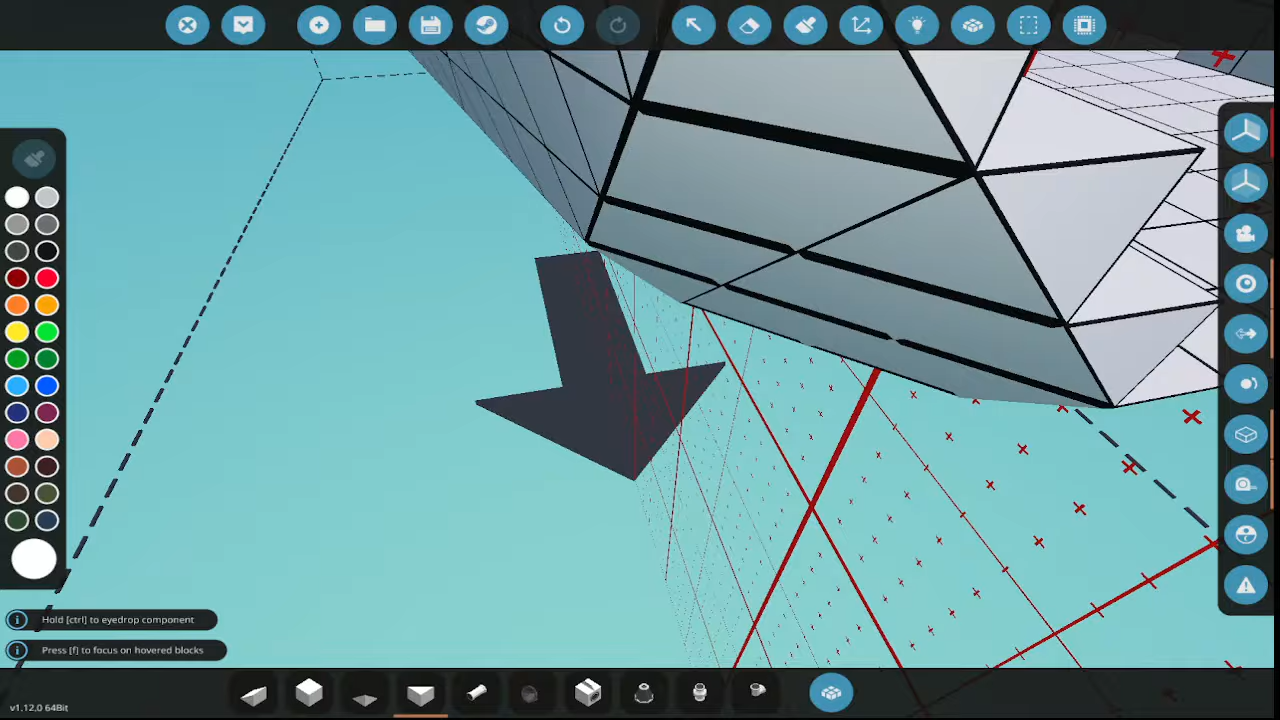 Hold [ctrl] to eyedrop component
Press [f] to focus on hovered blocks
v1.12.0 64Bit